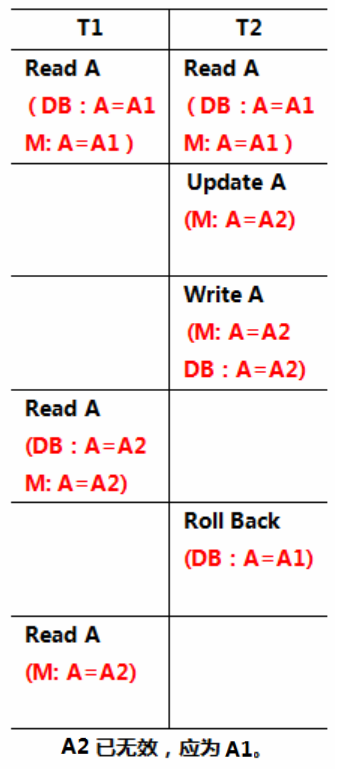 T1 T2
Read A Read A
（DB：A=A1 （DB：A=A1
M: A=A1） M: A=A1）
Update A
(M: A=A2)
Write A
(M: A=A2
DB：A=A2)
Read A
(DB：A=A2
M: A=A2)
Roll Back
(DB：A=A1)
Read A
(M: A=A2)
A2 已无效，应为 A1。